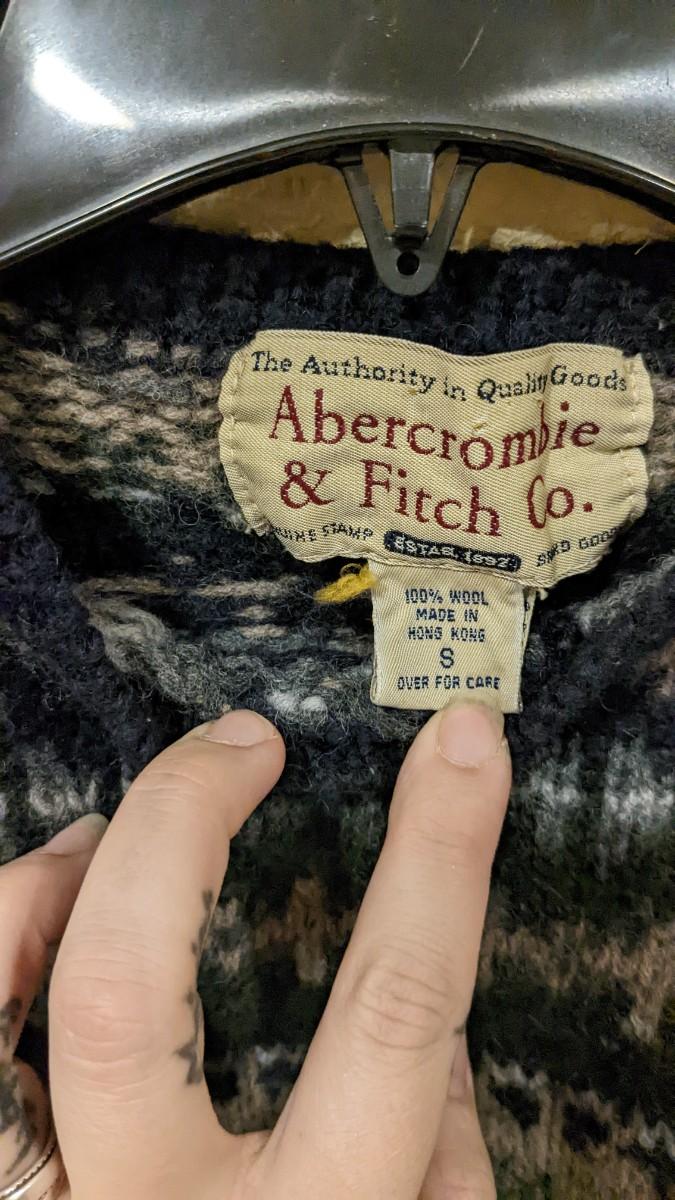 The Authority in Quality Goods
Abercrombie
& Fitch Co.
STAMP ESTAB. 1892
100% WOOL
MADE IN
HONG KONG
S
OVER FOR CARE